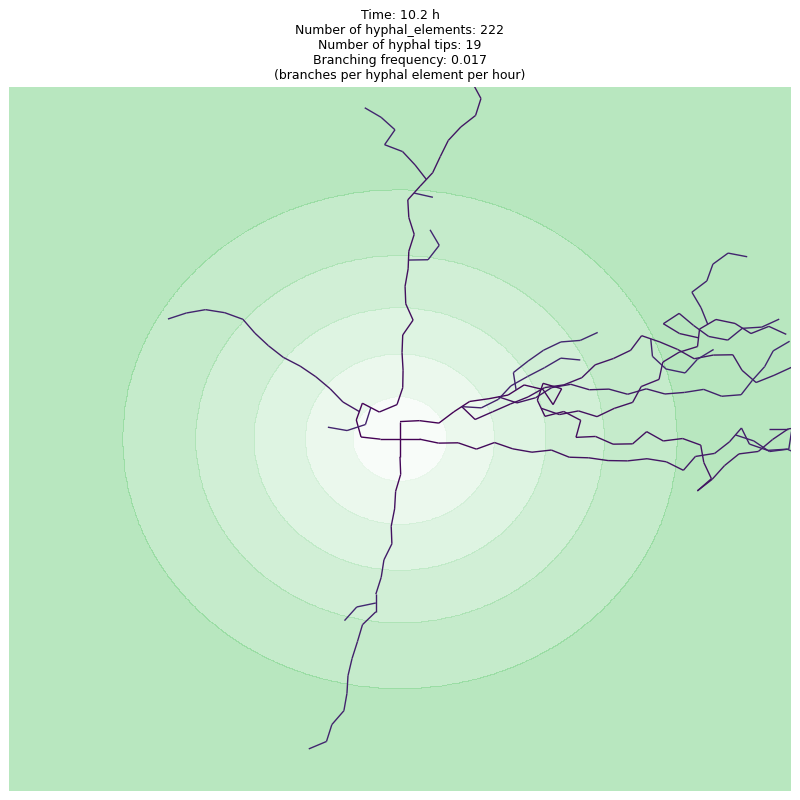 Time: 10.2 h
Number of hyphal_elements: 222
Number of hyphal tips: 19
Branching frequency: 0.017
(branches per hyphal element per hour)